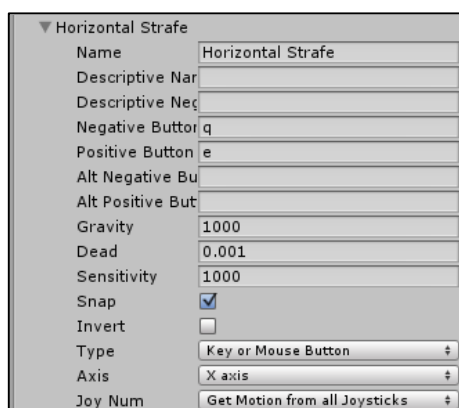 Horizontal Strafe
Name Horizontal Strafe
Descriptive Nar
Descriptive Neg
Negative Buttor q
Positive Button e
Alt Negative Bu
Alt Positive But
Gravity 1000
Dead 0.001
Sensitivity 1000
Snap
Invert
Type Key or Mouse Button
Axis X axis
Joy Num Get Motion from all Joysticks